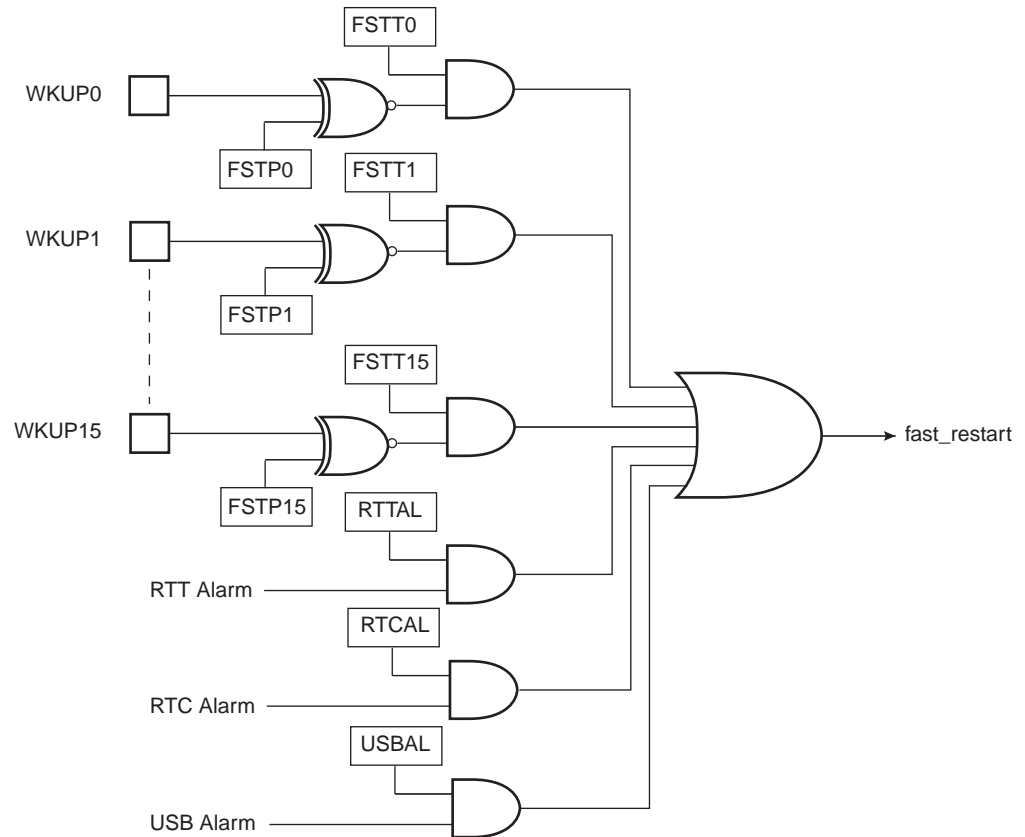 FSTT0
WKUP0
FSTP0
FSTT1
WKUP1
FSTP1
FSTT15
WKUP15
fast_restart
FSTP15
RTTAL
RTT Alarm
RTCAL
RTC Alarm
USBAL
USB Alarm